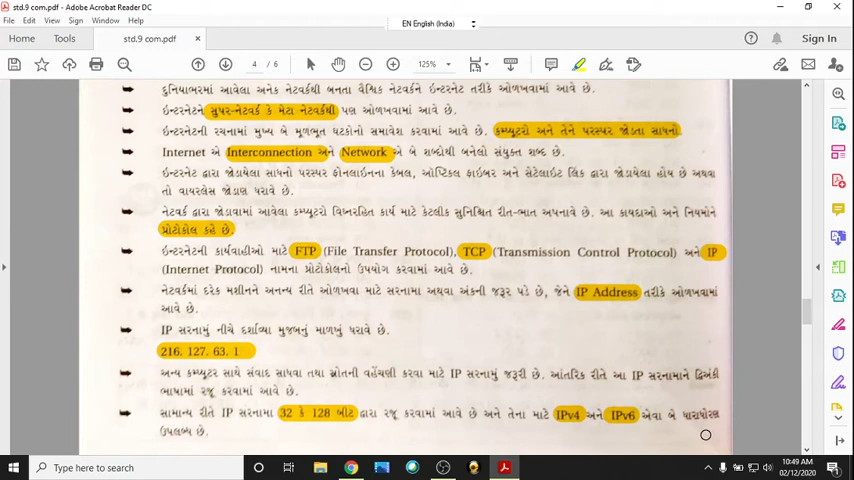 std.9 com.pdf - Adobe Acrobat Reader DC
EN English (India)
File Edit View Sign Window Help
Home Tools std.9 com.pdf × Sign In
4 / 6 125%
દુનિયાભરમાં આવેલા અનેક નેટવર્કથી બનતા વૈશ્વિક નેટવર્કને ઇન્ટરનેટ તરીકે ઓળખવામાં આવે છે.
ઇન્ટરનેટને સુપર-નેટવર્ક કે મેટા નેટવર્કથી પણ ઓળખવામાં આવે છે.
ઇન્ટરનેટની રચનામાં મુખ્ય બે મૂળભૂત ઘટકોનો સમાવેશ કરવામાં આવે છે. કમ્પ્યૂટરો અને તેને પરસ્પર જોડતા સાધનો.
Internet એ Interconnection અને Network એ બે શબ્દોથી બનેલો સંયુક્ત શબ્દ છે.
ઇન્ટરનેટ દ્વારા જોડાયેલા સાધનો પરસ્પર ફોનલાઇનના કેબલ, ઓપ્ટિકલ ફાઇબર અને સેટેલાઇટ લિંક દ્વારા જોડાયેલા હોય છે અથવા
તો વાયરલેસ જોડાણ ધરાવે છે.
નેટવર્ક દ્વારા જોડાવામાં આવેલા કમ્પ્યૂટરો વિઘ્નરહિત કાર્ય માટે કેટલીક સુનિશ્ચિત રીત-ભાત અપનાવે છે. આ કાયદાઓ અને નિયમોને
પ્રોટોકોલ કહે છે.
ઇન્ટરનેટની કાર્યવાહીઓ માટે FTP (File Transfer Protocol), TCP (Transmission Control Protocol) અને IP
(Internet Protocol) નામના પ્રોટોકોલનો ઉપયોગ કરવામાં આવે છે.
નેટવર્કમાં દરેક મશીનને અનન્ય રીતે ઓળખવા માટે સરનામા અથવા અંકની જરૂર પડે છે, જેને IP Address તરીકે ઓળખવામાં
આવે છે.
IP સરનામું નીચે દર્શાવ્યા મુજબનું માળખું ધરાવે છે.
216. 127. 63. 1
અન્ય કમ્પ્યૂટર સાથે સંવાદ સાધવા તથા સ્રોતની વહેંચણી કરવા માટે IP સરનામું જરૂરી છે. આંતરિક રીતે આ IP સરનામાને દ્વિઅંકી
ભાષામાં રજૂ કરવામાં આવે છે.
સામાન્ય રીતે IP સરનામા 32 કે 128 બીટ દ્વારા રજૂ કરવામાં આવે છે અને તેના માટે IPv4 અને IPv6 એવા બે ધારાધોરણ
ઉપલબ્ધ છે.
Type here to search
10:49 AM
02/12/2020